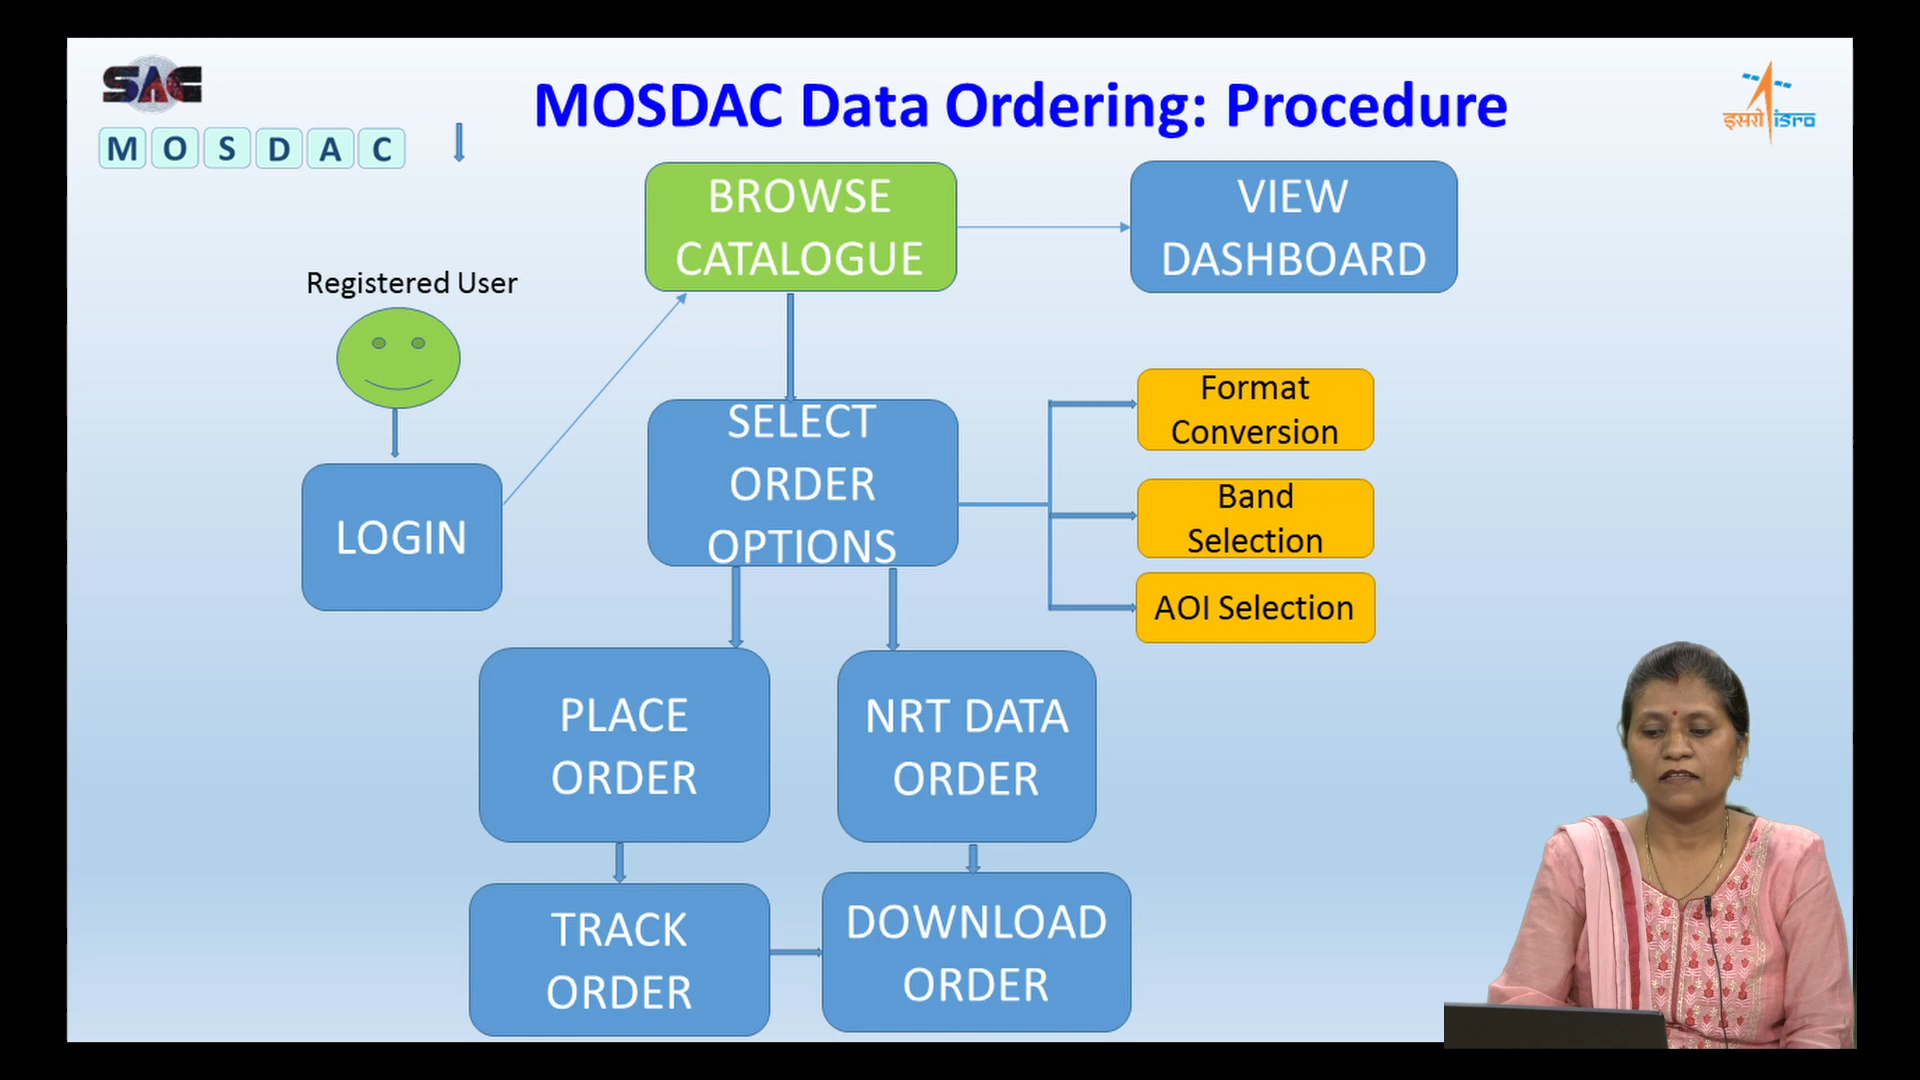 SAC
MOSDAC
MOSDAC Data Ordering: Procedure
इसरो isro
BROWSE
CATALOGUE
VIEW
DASHBOARD
Registered User
LOGIN
SELECT
ORDER
OPTIONS
Format
Conversion
Band
Selection
AOI Selection
PLACE
ORDER
NRT DATA
ORDER
TRACK
ORDER
DOWNLOAD
ORDER